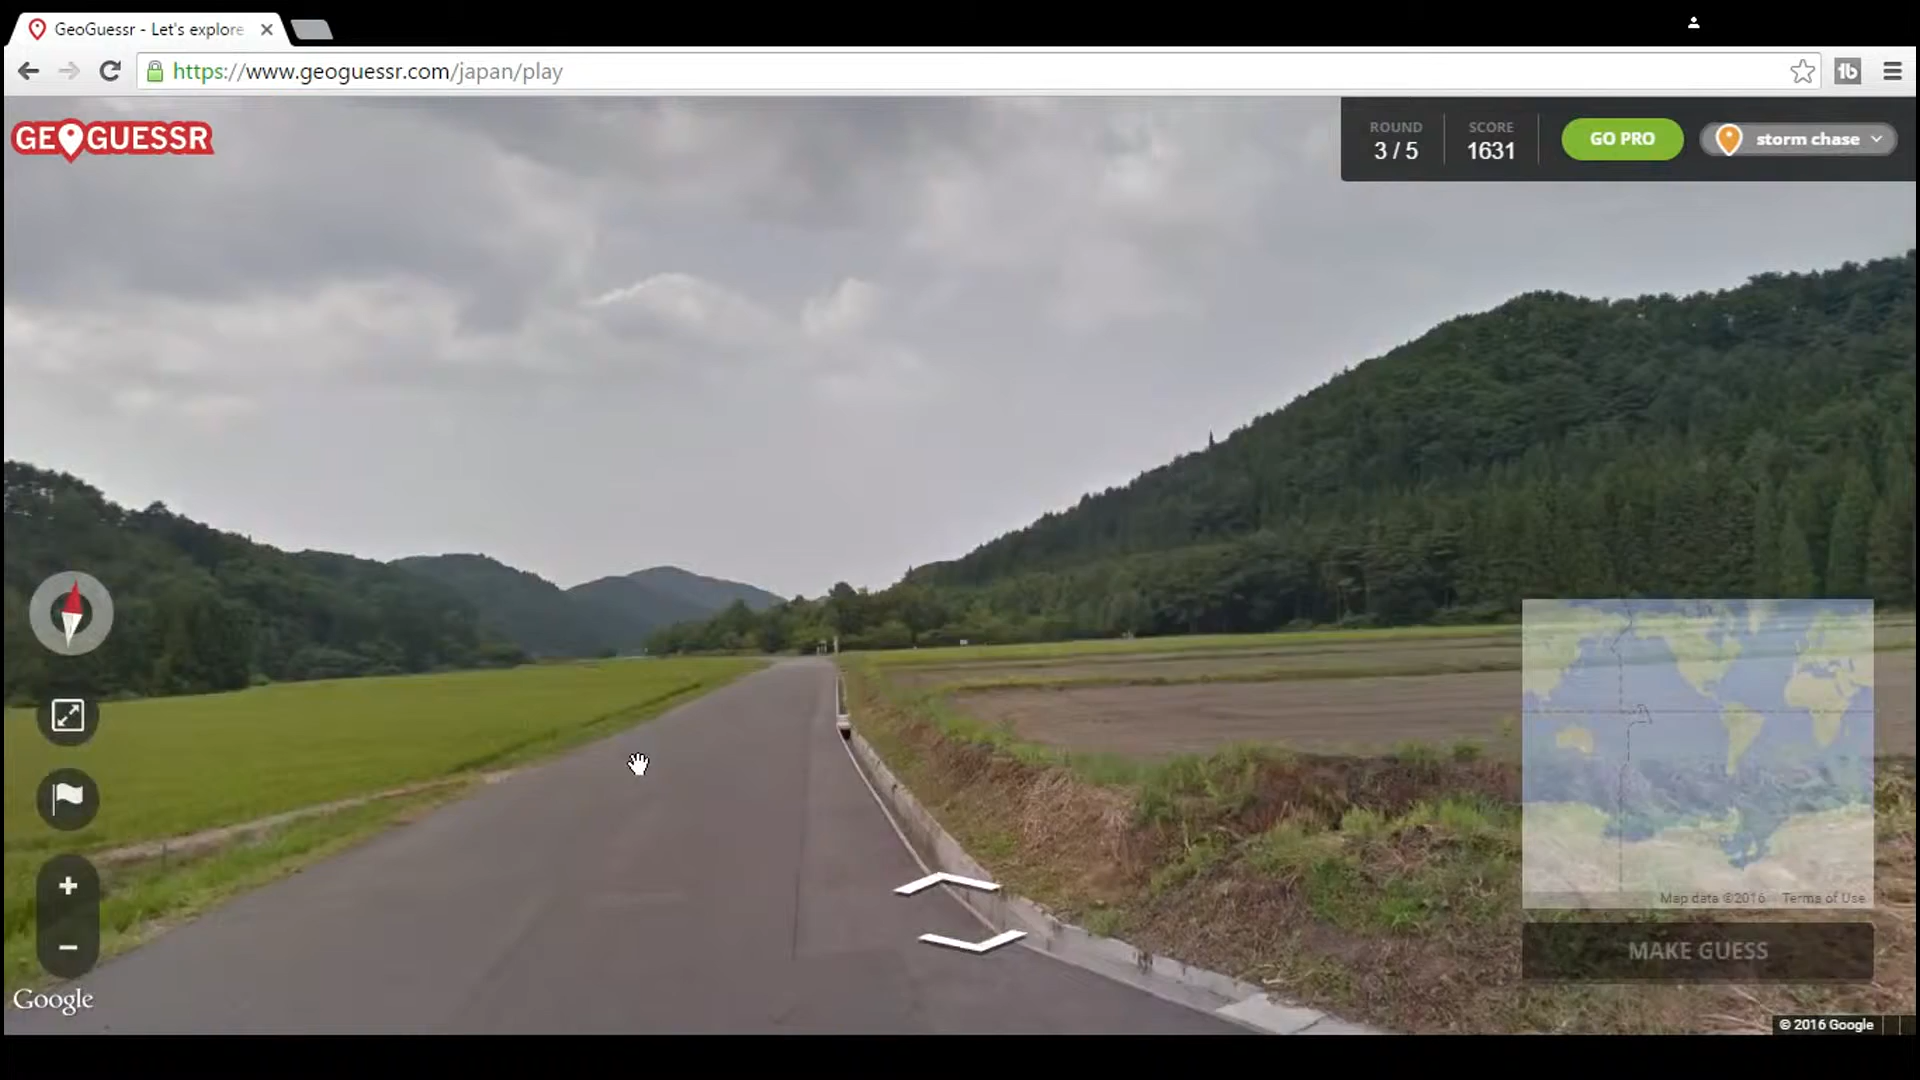 GeoGuessr - Let's explore
https://www.geoguessr.com/japan/play
1b
GEOGUESSR
ROUND
3 / 5
SCORE
1631
GO PRO
storm chase
Map data ©2016 Terms of Use
MAKE GUESS
Google
© 2016 Google